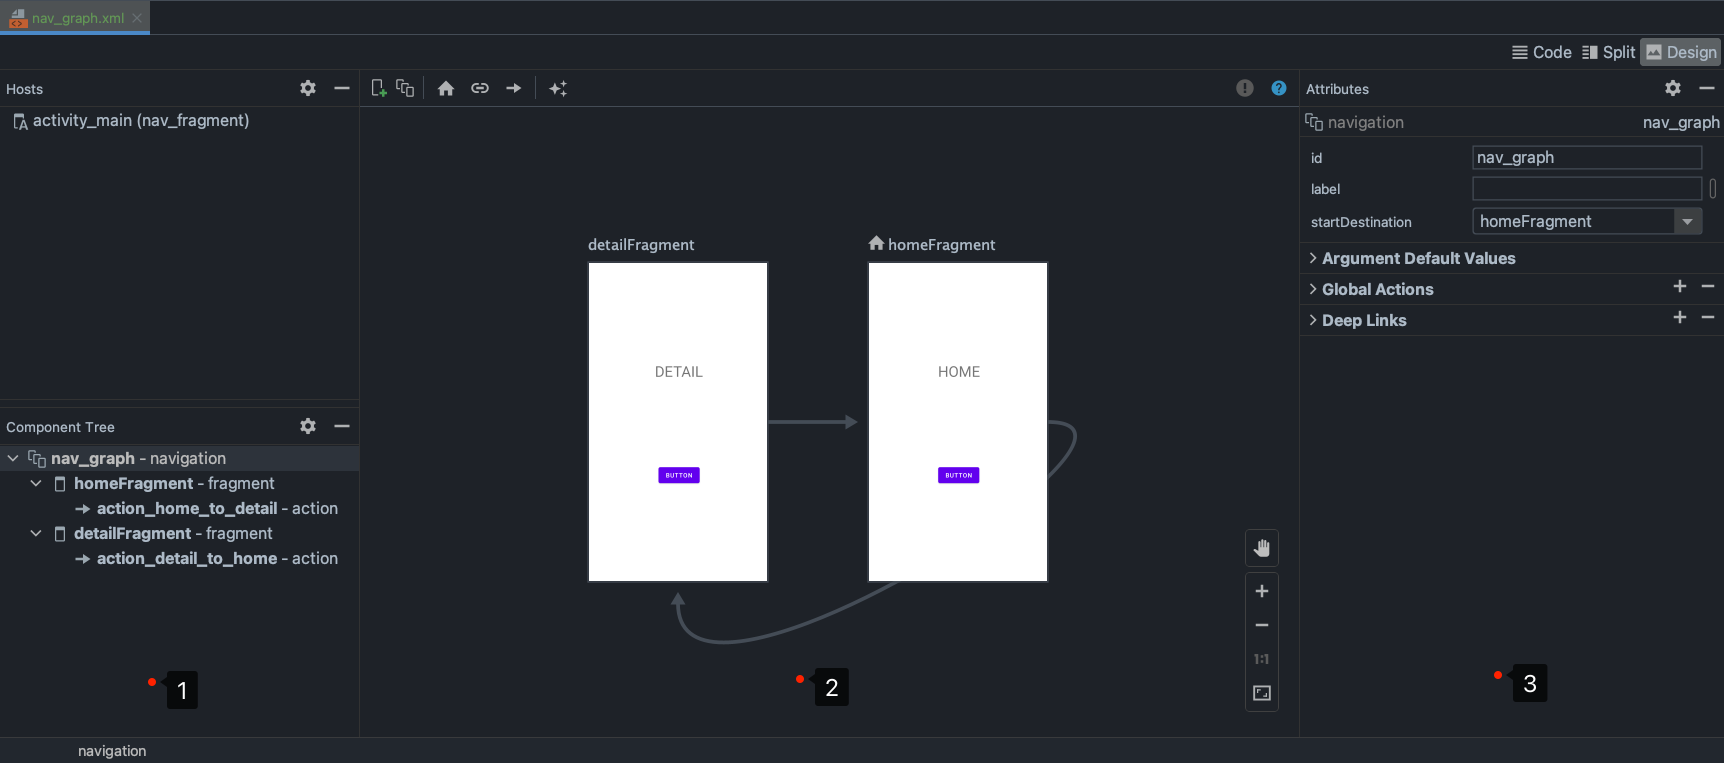 nav_graph.xml
Code Split Design
Hosts
activity_main (nav_fragment)
Component Tree
nav_graph - navigation
homeFragment - fragment
action_home_to_detail - action
detailFragment - fragment
action_detail_to_home - action
1
detailFragment
DETAIL
BUTTON
homeFragment
HOME
BUTTON
1:1
2
Attributes
navigation nav_graph
id nav_graph
label
startDestination homeFragment
Argument Default Values
Global Actions
Deep Links
3
navigation